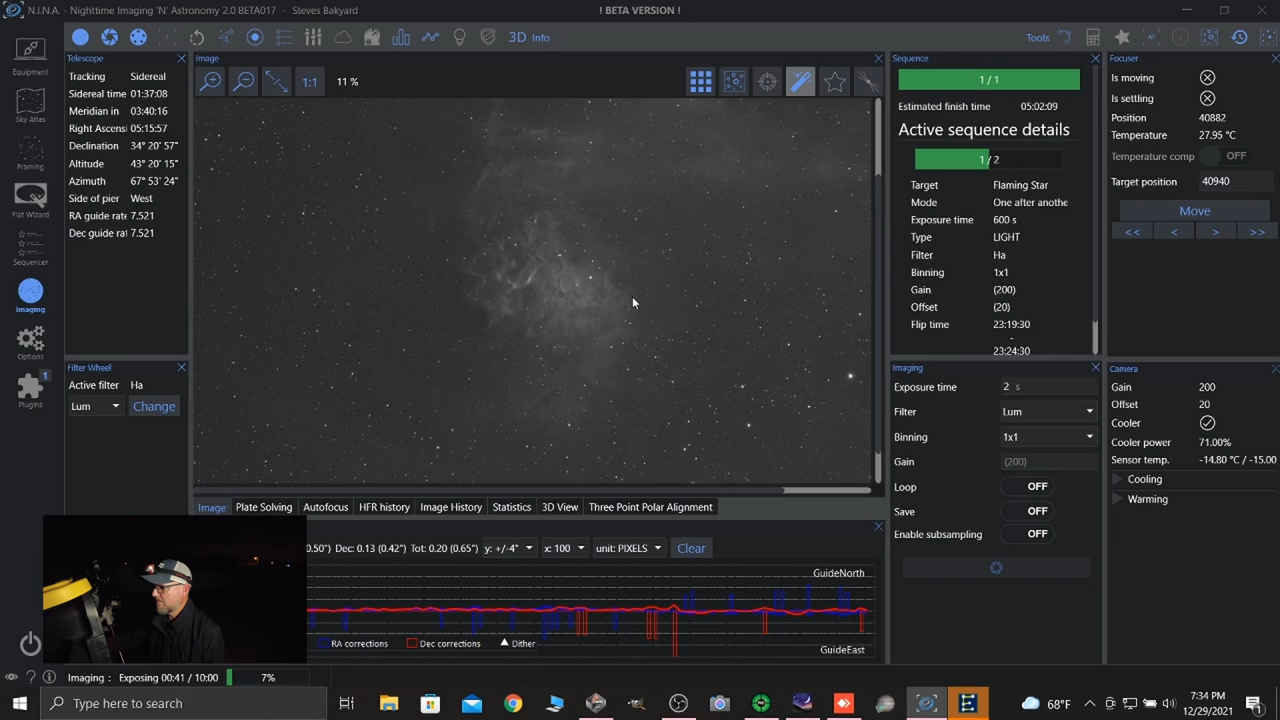 N.I.N.A. - Nighttime Imaging 'N' Astronomy 2.0 BETA017 - Steves Bakyard
! BETA VERSION !
3D Info
Tools
Equipment
Sky Atlas
Framing
Flat Wizard
Sequencer
Imaging
Options
1
Plugins
Telescope
Tracking Sidereal
Sidereal time 01:37:08
Meridian in 03:40:16
Right Ascensi 05:15:57
Declination 34° 20' 57"
Altitude 43° 20' 15"
Azimuth 67° 53' 24"
Side of pier West
RA guide rate 7.521
Dec guide rat 7.521
Filter Wheel
Active filter Ha
Lum Change
Image
1:1 11 %
Image Plate Solving Autofocus HFR history Image History Statistics 3D View Three Point Polar Alignment
0.50") Dec: 0.13 (0.42") Tot: 0.20 (0.65") y: +/-4" x: 100 unit: PIXELS Clear
GuideNorth
RA corrections Dec corrections Dither
GuideEast
Sequence
1 / 1
Estimated finish time 05:02:09
Active sequence details
1 / 2
Target Flaming Star
Mode One after anothe
Exposure time 600 s
Type LIGHT
Filter Ha
Binning 1x1
Gain (200)
Offset (20)
Flip time 23:19:30
-
23:24:30
Imaging
Exposure time 2 s
Filter Lum
Binning 1x1
Gain (200)
Loop OFF
Save OFF
Enable subsampling OFF
Focuser
Is moving
Is settling
Position 40882
Temperature 27.95 °C
Temperature comp OFF
Target position 40940
Move
<< < > >>
Camera
Gain 200
Offset 20
Cooler
Cooler power 71.00%
Sensor temp. -14.80 °C / -15.00
Cooling
Warming
Imaging : Exposing 00:41 / 10:00 7%
Type here to search
68°F
7:34 PM
12/29/2021
1